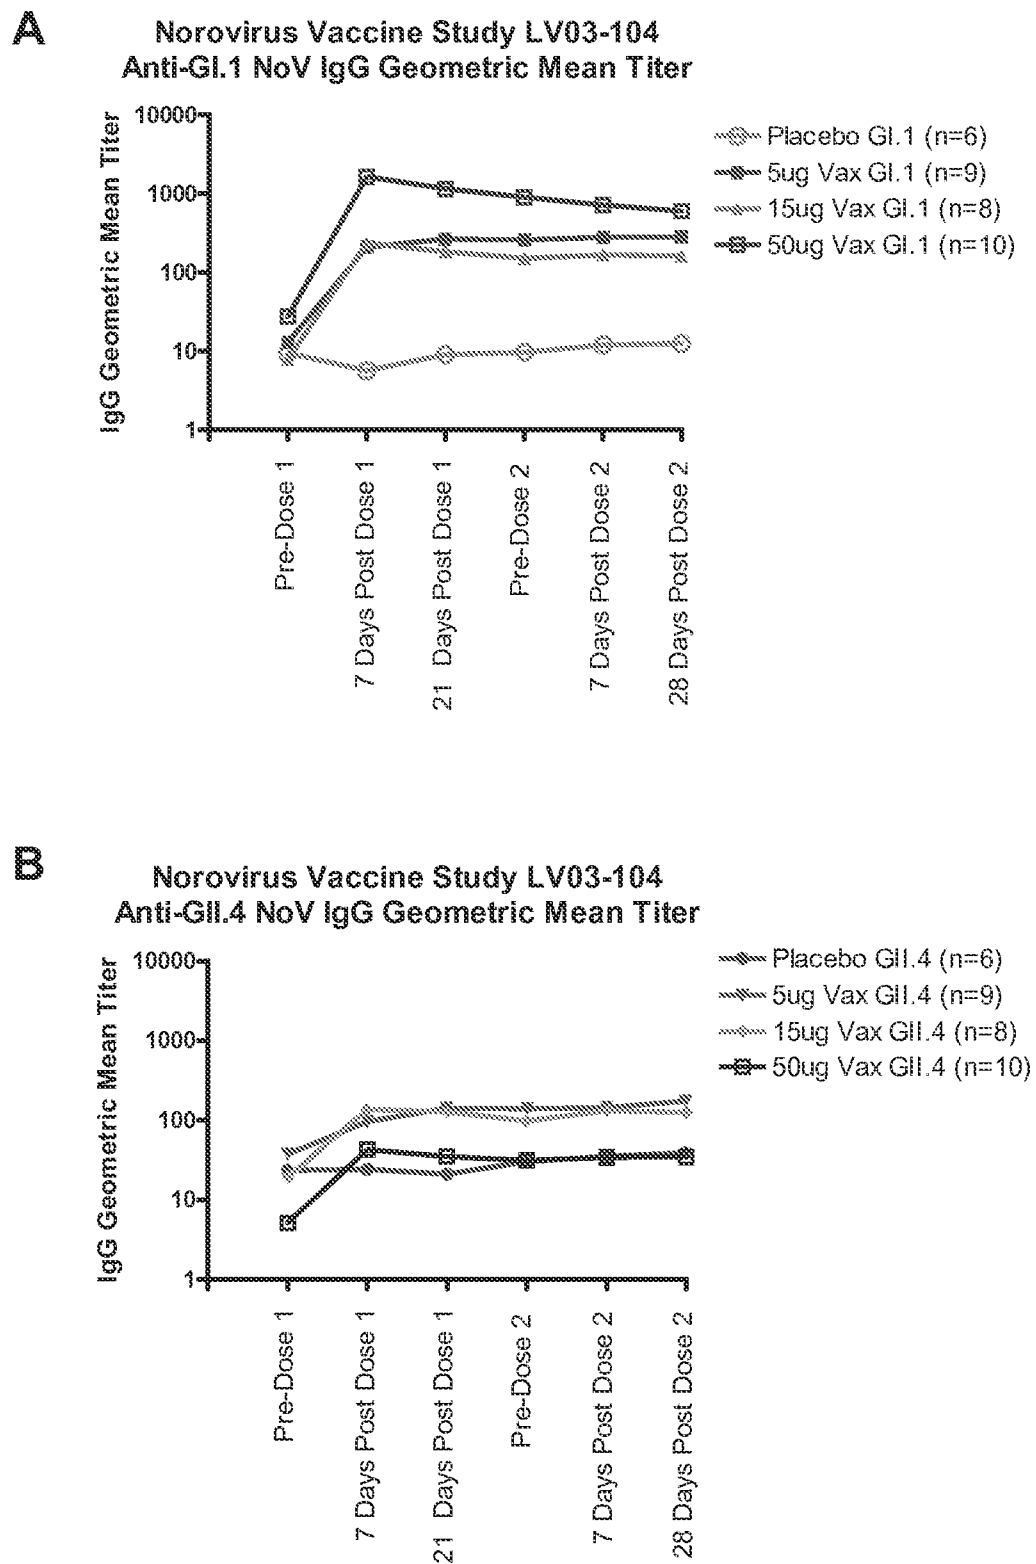 A
Norovirus Vaccine Study LV03-104
Anti-GI.1 NoV IgG Geometric Mean Titer
IgG Geometric Mean Titer
10000
1000
100
10
1
Pre-Dose 1
7 Days Post Dose 1
21 Days Post Dose 1
Pre-Dose 2
7 Days Post Dose 2
28 Days Post Dose 2
Placebo GI.1 (n=6)
5ug Vax GI.1 (n=9)
15ug Vax GI.1 (n=8)
50ug Vax GI.1 (n=10)
B
Norovirus Vaccine Study LV03-104
Anti-GII.4 NoV IgG Geometric Mean Titer
IgG Geometric Mean Titer
10000
1000
100
10
1
Pre-Dose 1
7 Days Post Dose 1
21 Days Post Dose 1
Pre-Dose 2
7 Days Post Dose 2
28 Days Post Dose 2
Placebo GII.4 (n=6)
5ug Vax GII.4 (n=9)
15ug Vax GII.4 (n=8)
50ug Vax GII.4 (n=10)